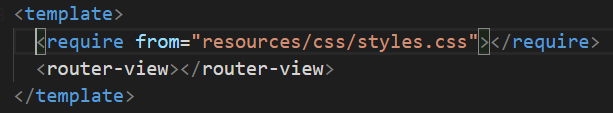 <template>
<require from="resources/css/styles.css"></require>
<router-view></router-view>
</template>